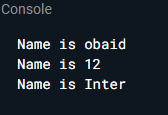 Console
Name is obaid
Name is 12
Name is Inter